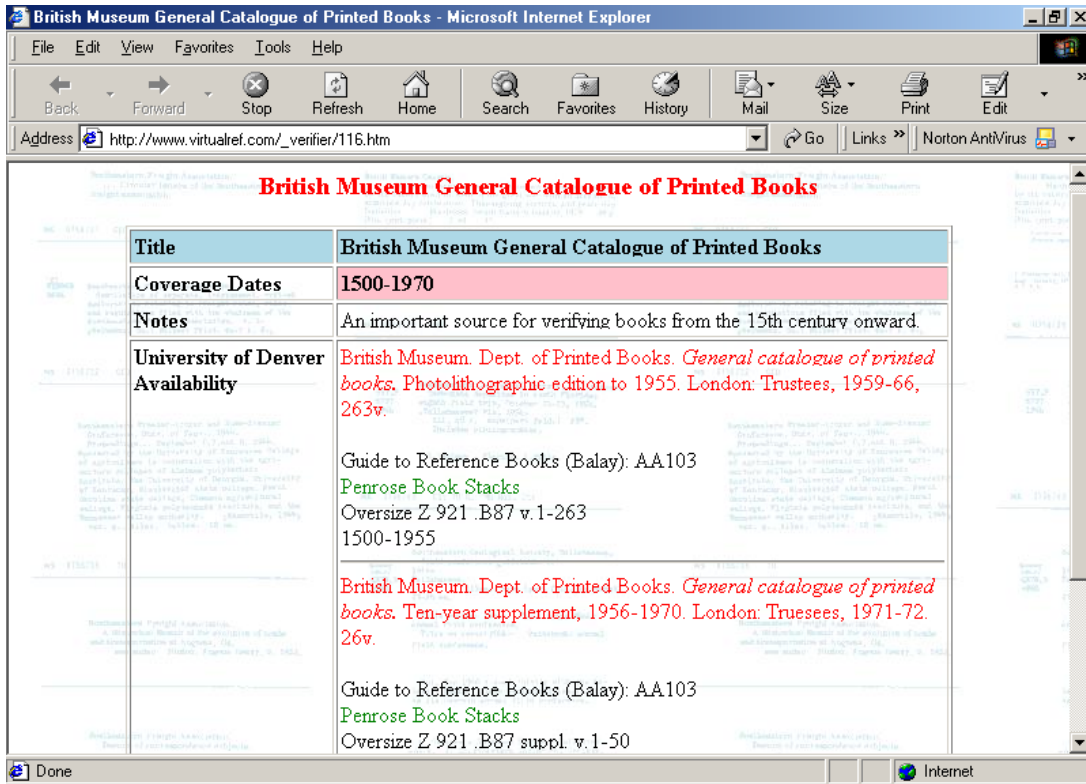 British Museum General Catalogue of Printed Books - Microsoft Internet Explorer
File Edit View Favorites Tools Help
Back Forward Stop Refresh Home Search Favorites History Mail Size Print Edit
Address http://www.virtualref.com/_verifier/116.htm Go Links Norton AntiVirus
British Museum General Catalogue of Printed Books
Title British Museum General Catalogue of Printed Books
Coverage Dates 1500-1970
Notes An important source for verifying books from the 15th century onward.
University of Denver British Museum. Dept. of Printed Books. General catalogue of printed
Availability books. Photolithographic edition to 1955. London: Trustees, 1959-66,
263v.
Guide to Reference Books (Balay): AA103
Penrose Book Stacks
Oversize Z 921 .B87 v.1-263
1500-1955
British Museum. Dept. of Printed Books. General catalogue of printed
books. Ten-year supplement, 1956-1970. London: Truesees, 1971-72.
26v.
Guide to Reference Books (Balay): AA103
Penrose Book Stacks
Oversize Z 921 .B87 suppl. v.1-50
Done Internet